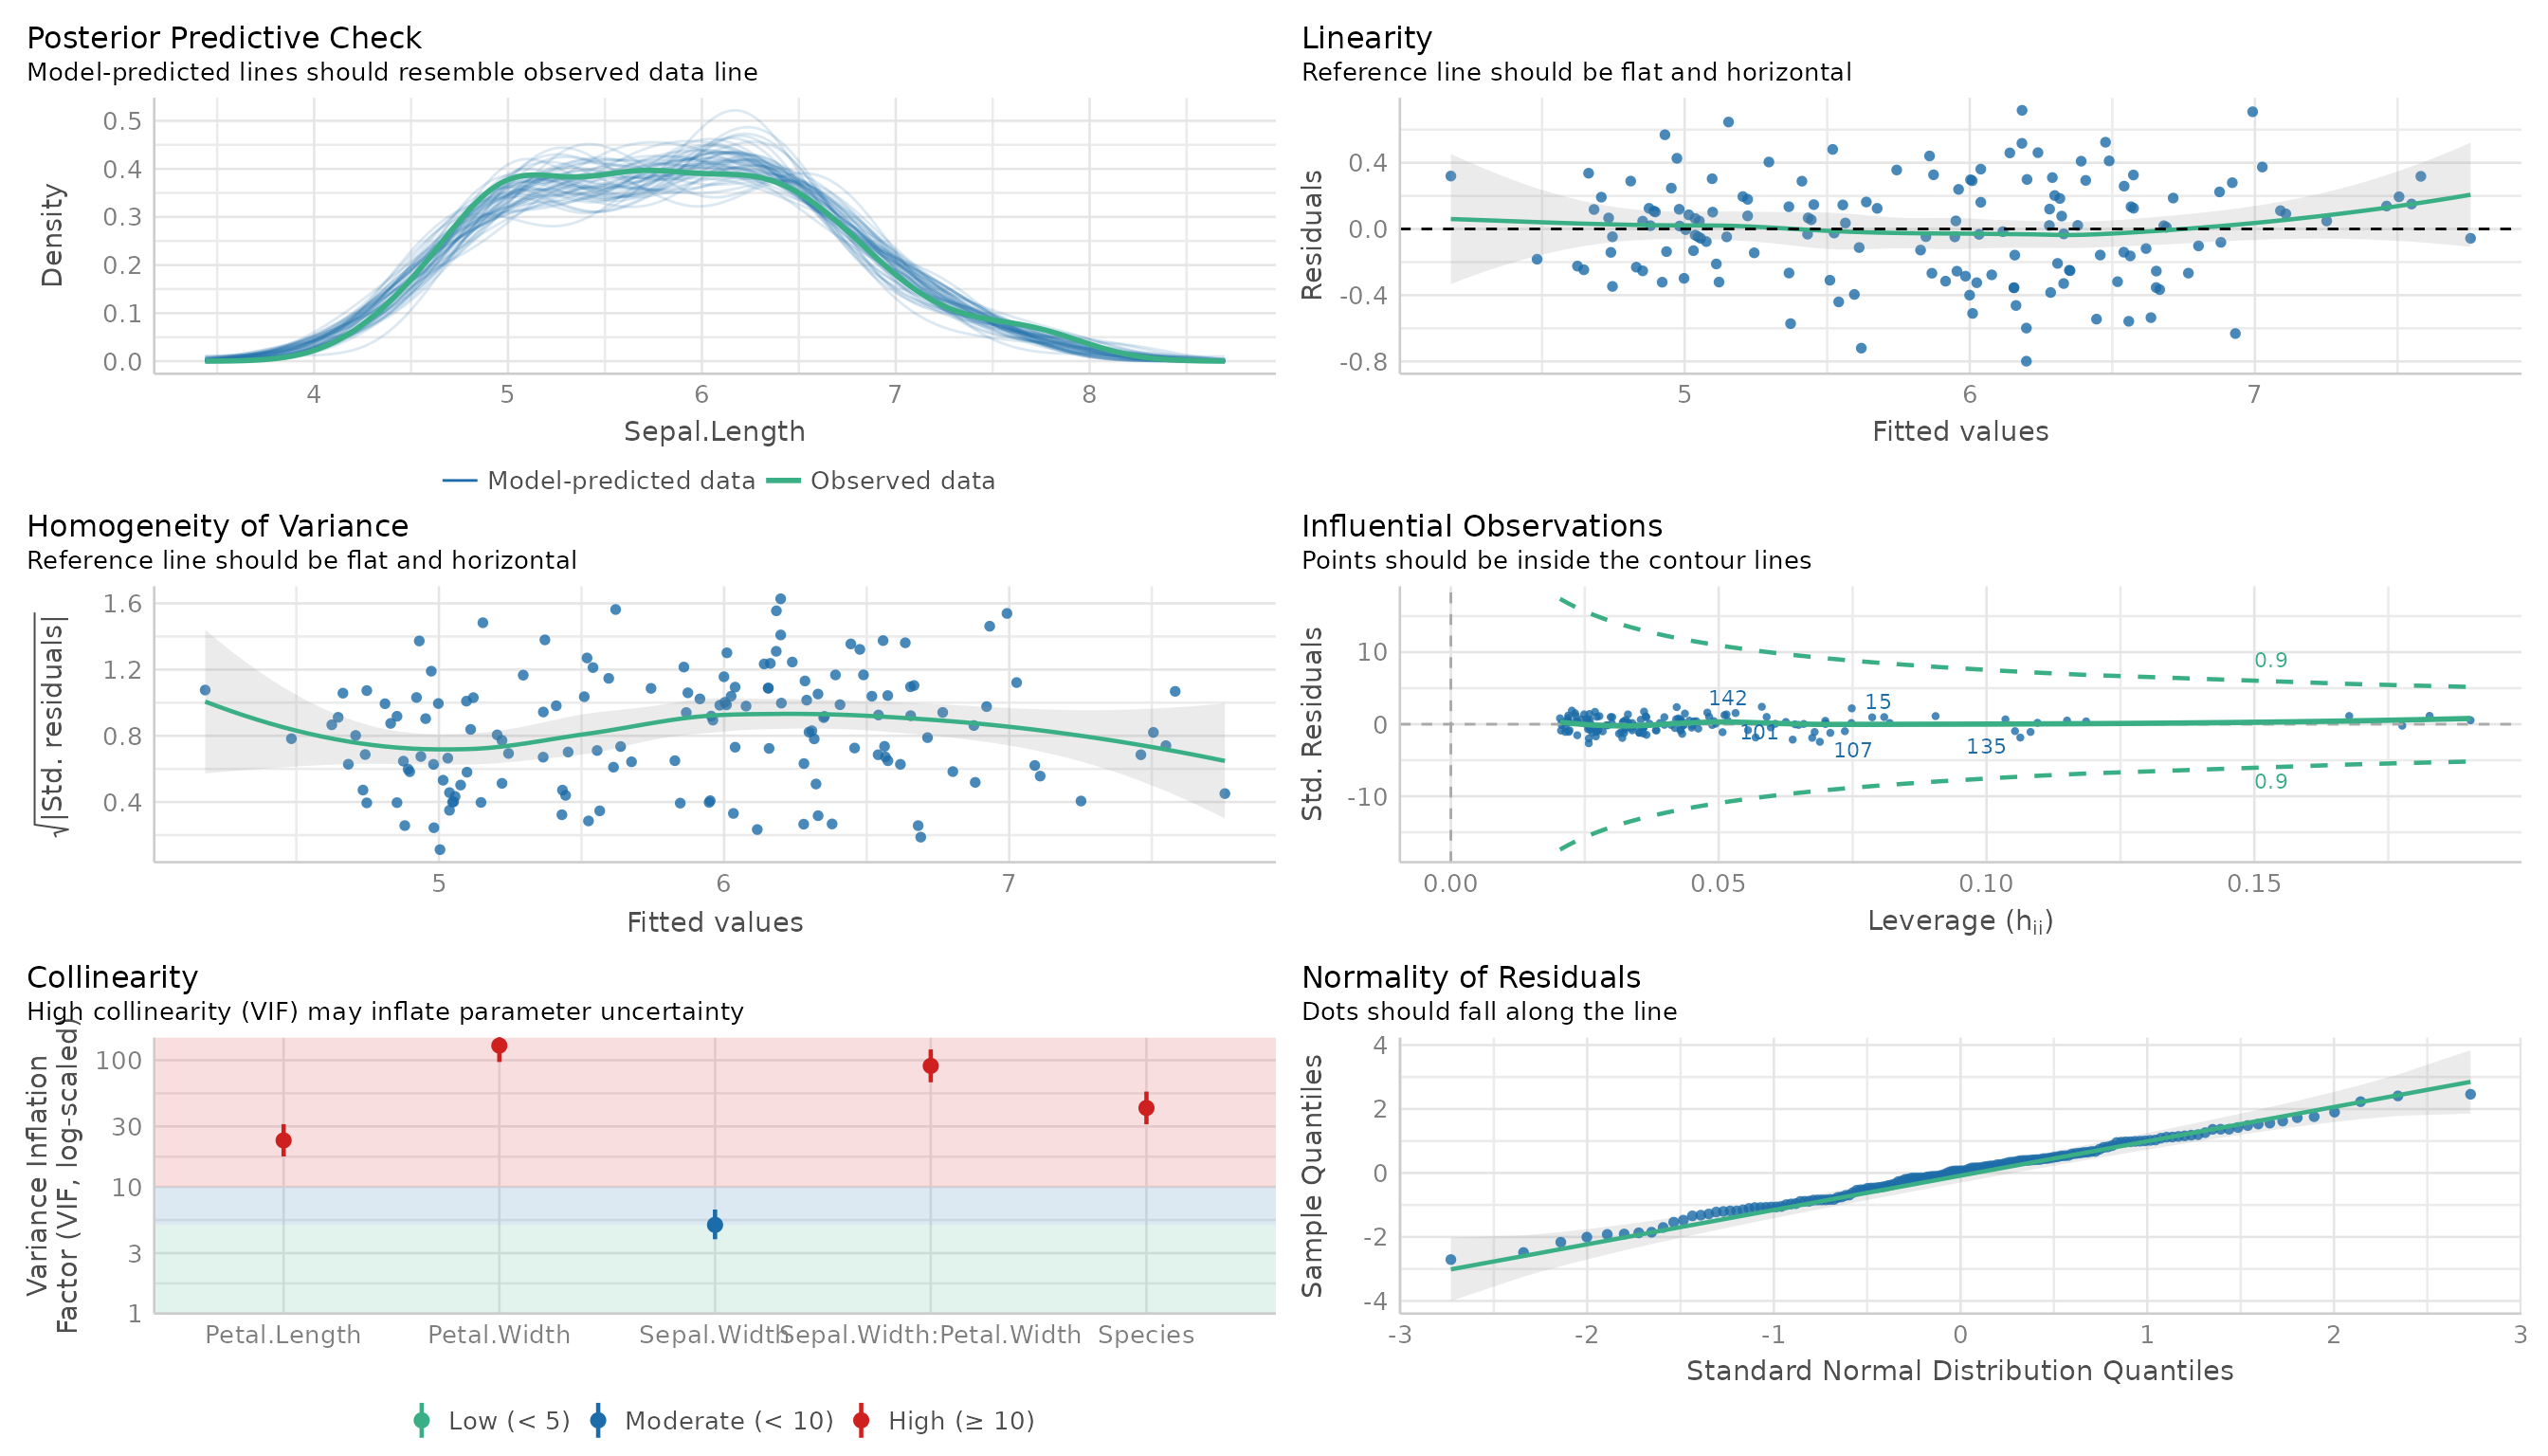 Posterior Predictive Check
Model-predicted lines should resemble observed data line
Density
0.5
0.4
0.3
0.2
0.1
0.0
4 5 6 7 8
Sepal.Length
Model-predicted data Observed data
Linearity
Reference line should be flat and horizontal
Residuals
0.4
0.0
-0.4
-0.8
5 6 7
Fitted values
Homogeneity of Variance
Reference line should be flat and horizontal
√|Std. residuals|
1.6
1.2
0.8
0.4
5 6 7
Fitted values
Influential Observations
Points should be inside the contour lines
Std. Residuals
10
0
-10
0.9
142
15
101
107
135
0.9
0.00 0.05 0.10 0.15
Leverage (hᵢᵢ)
Collinearity
High collinearity (VIF) may inflate parameter uncertainty
Variance Inflation
Factor (VIF, log-scaled)
100
30
10
3
1
Petal.Length Petal.Width Sepal.Width Sepal.Width:Petal.Width Species
Low (< 5) Moderate (< 10) High (≥ 10)
Normality of Residuals
Dots should fall along the line
Sample Quantiles
4
2
0
-2
-4
-3 -2 -1 0 1 2 3
Standard Normal Distribution Quantiles